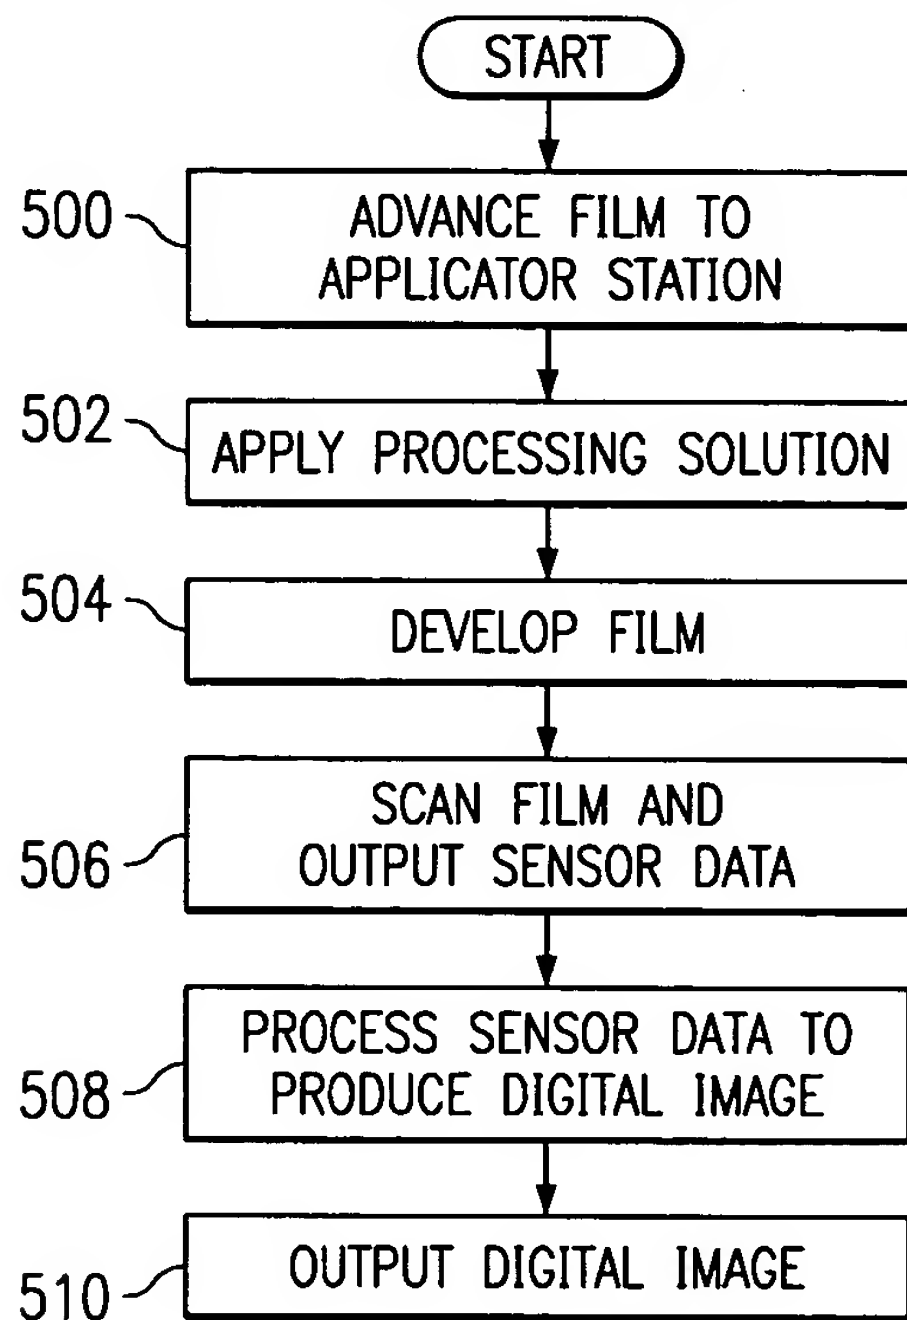 START
500
ADVANCE FILM TO
APPLICATOR STATION
502
APPLY PROCESSING SOLUTION
504
DEVELOP FILM
506
SCAN FILM AND
OUTPUT SENSOR DATA
508
PROCESS SENSOR DATA TO
PRODUCE DIGITAL IMAGE
510
OUTPUT DIGITAL IMAGE